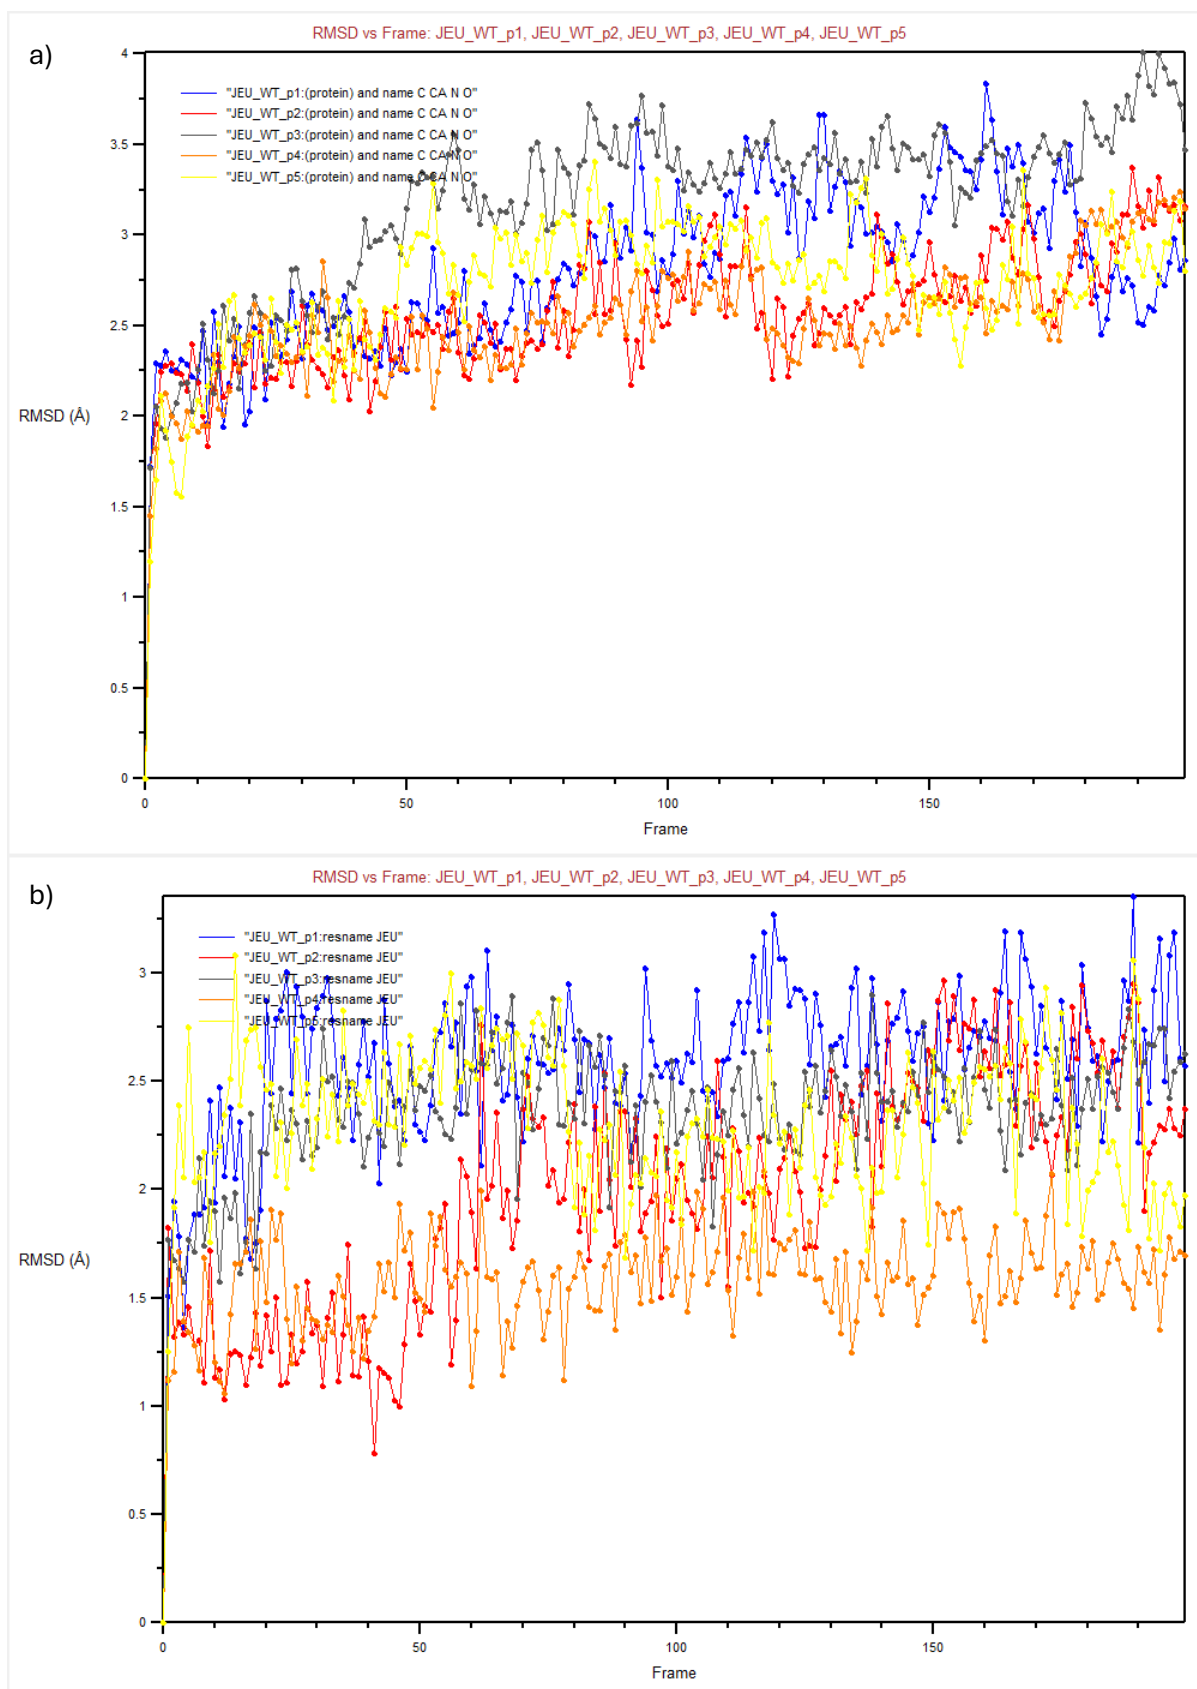 a)
RMSD vs Frame: JEU_WT_p1, JEU_WT_p2, JEU_WT_p3, JEU_WT_p4, JEU_WT_p5
"JEU_WT_p1:(protein) and name C CA N O"
"JEU_WT_p2:(protein) and name C CA N O"
"JEU_WT_p3:(protein) and name C CA N O"
"JEU_WT_p4:(protein) and name C CA N O"
"JEU_WT_p5:(protein) and name C CA N O"
4
3.5
3
2.5
2
1.5
1
0.5
0
RMSD (Å)
0 50 100 150
Frame
b)
RMSD vs Frame: JEU_WT_p1, JEU_WT_p2, JEU_WT_p3, JEU_WT_p4, JEU_WT_p5
"JEU_WT_p1:resname JEU"
"JEU_WT_p2:resname JEU"
"JEU_WT_p3:resname JEU"
"JEU_WT_p4:resname JEU"
"JEU_WT_p5:resname JEU"
3
2.5
2
1.5
1
0.5
0
RMSD (Å)
0 50 100 150
Frame